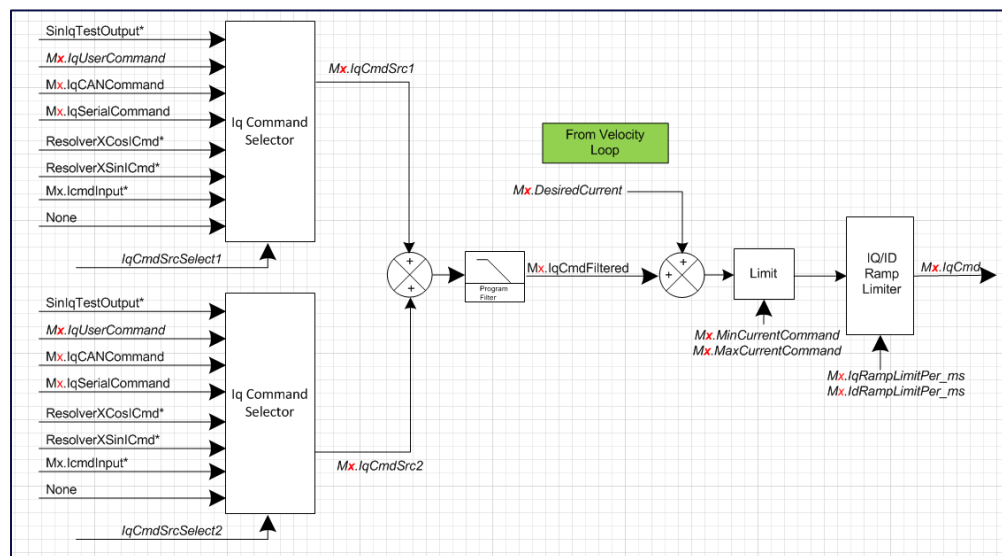 SinIqTestOutput*
Mx.IqUserCommand
Mx.IqCANCommand
Mx.IqSerialCommand
ResolverXCosICmd*
ResolverXSinICmd*
Mx.IcmdInput*
None
IqCmdSrcSelect1
Iq Command
Selector
Mx.IqCmdSrc1
SinIqTestOutput*
Mx.IqUserCommand
Mx.IqCANCommand
Mx.IqSerialCommand
ResolverXCosICmd*
ResolverXSinICmd*
Mx.IcmdInput*
None
IqCmdSrcSelect2
Iq Command
Selector
Mx.IqCmdSrc2
+
+
Program
Filter
Mx.IqCmdFiltered
From Velocity
Loop
Mx.DesiredCurrent
+
+
Limit
Mx.MinCurrentCommand
Mx.MaxCurrentCommand
IQ/ID
Ramp
Limiter
Mx.IqRampLimitPer_ms
Mx.IdRampLimitPer_ms
Mx.IqCmd